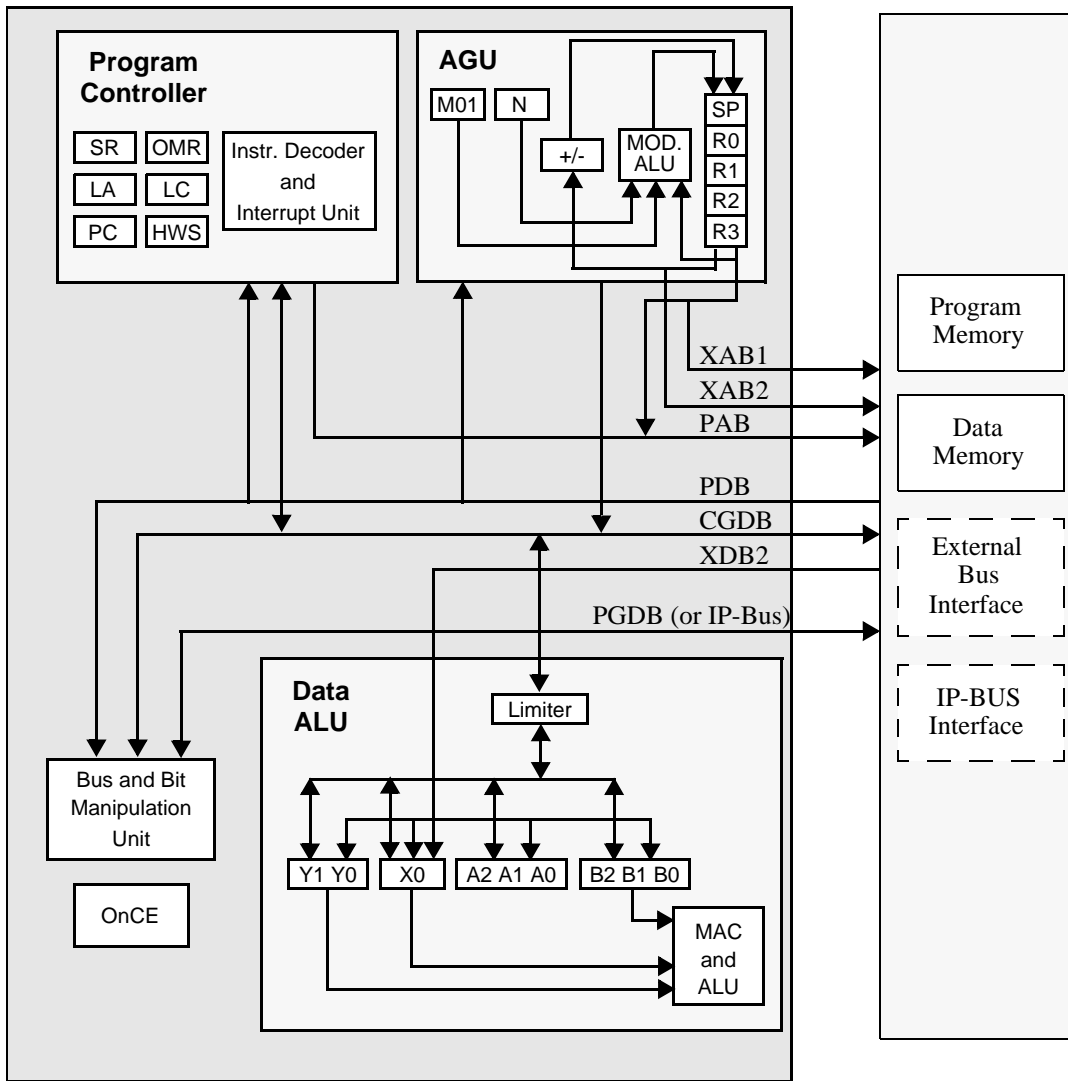 Program
Controller
SR
OMR
LA
LC
PC
HWS
Instr. Decoder
and
Interrupt Unit
AGU
M01
N
+/-
MOD.
ALU
SP
R0
R1
R2
R3
XAB1
XAB2
PAB
PDB
CGDB
XDB2
PGDB (or IP-Bus)
Program
Memory
Data
Memory
External
Bus
Interface
IP-BUS
Interface
Data
ALU
Limiter
Y1 Y0
X0
A2 A1 A0
B2 B1 B0
MAC
and
ALU
Bus and Bit
Manipulation
Unit
OnCE